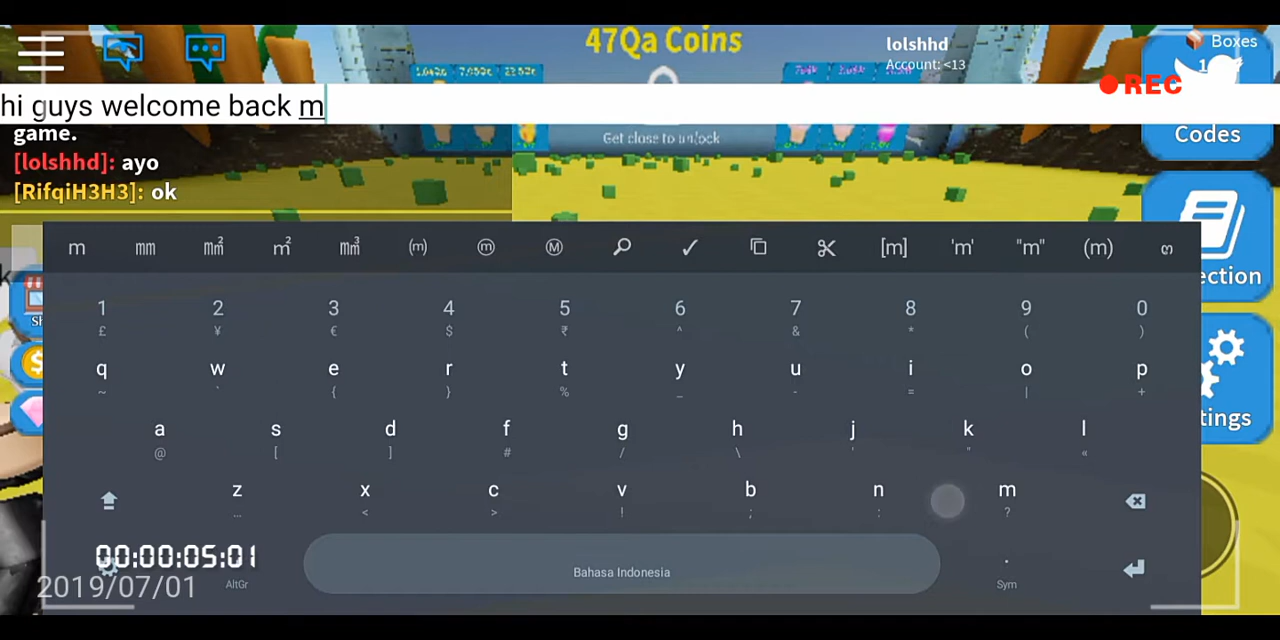 47Qa Coins
lolshhd
Account: <13
Boxes
REC
hi guys welcome back m
game.
[lolshhd]: ayo
[RifqiH3H3]: ok
Get close to unlock
Codes
ection
tings
m mm mm² m² mm³ (m) ⓜ Ⓜ [m] 'm' "m" (m)
1 2 3 4 5 6 7 8 9 0
£ ¥ € $ ₹ ^ & * ( )
q w e r t y u i o p
~ ` { } % _ - = | +
a s d f g h j k l
@ [ ] # / \ ' " «
z x c v b n m
… < > ! ; : ?
00:00:05:01
2019/07/01
AltGr
Bahasa Indonesia
.
Sym